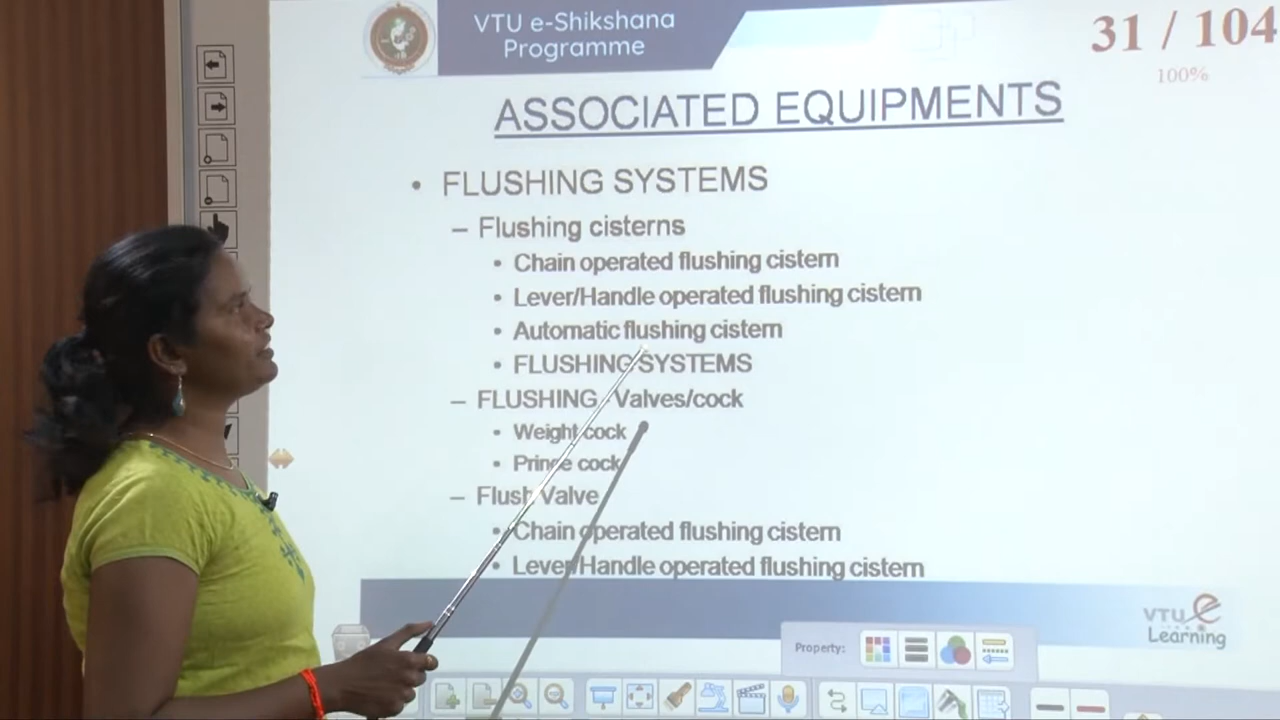 VTU e-Shikshana
Programme
31 / 104
100%
ASSOCIATED EQUIPMENTS
• FLUSHING SYSTEMS
– Flushing cisterns
• Chain operated flushing cistern
• Lever/Handle operated flushing cistern
• Automatic flushing cistern
• FLUSHING SYSTEMS
– FLUSHING Valves/cock
• Weight cock
• Prince cock
– Flush Valve
• Chain operated flushing cistern
• Lever/Handle operated flushing cistern
VTU e
Learning
Property: